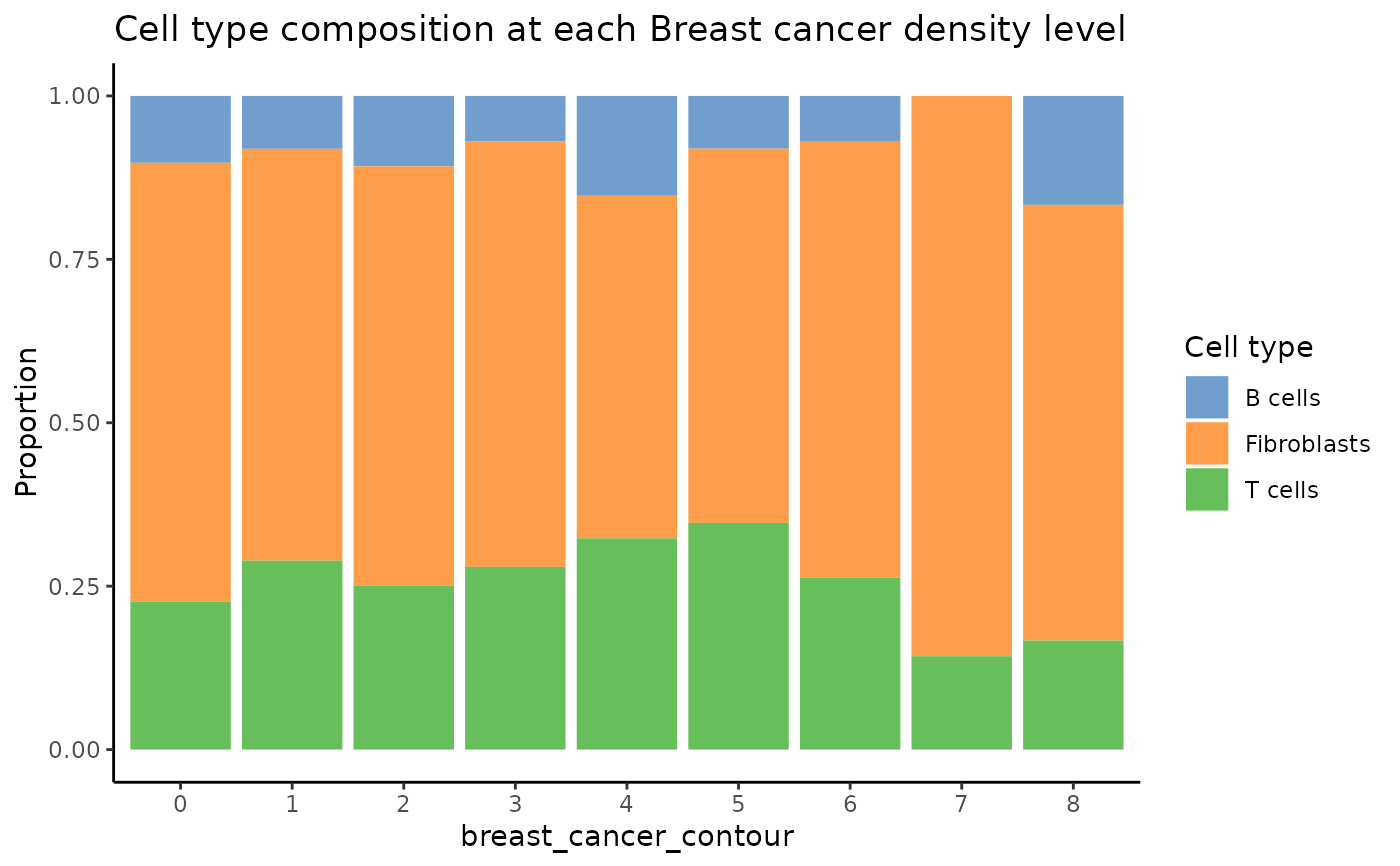 Cell type composition at each Breast cancer density level
1.00
0.75
0.50
0.25
0.00
Proportion
0 1 2 3 4 5 6 7 8
breast_cancer_contour
Cell type
B cells
Fibroblasts
T cells